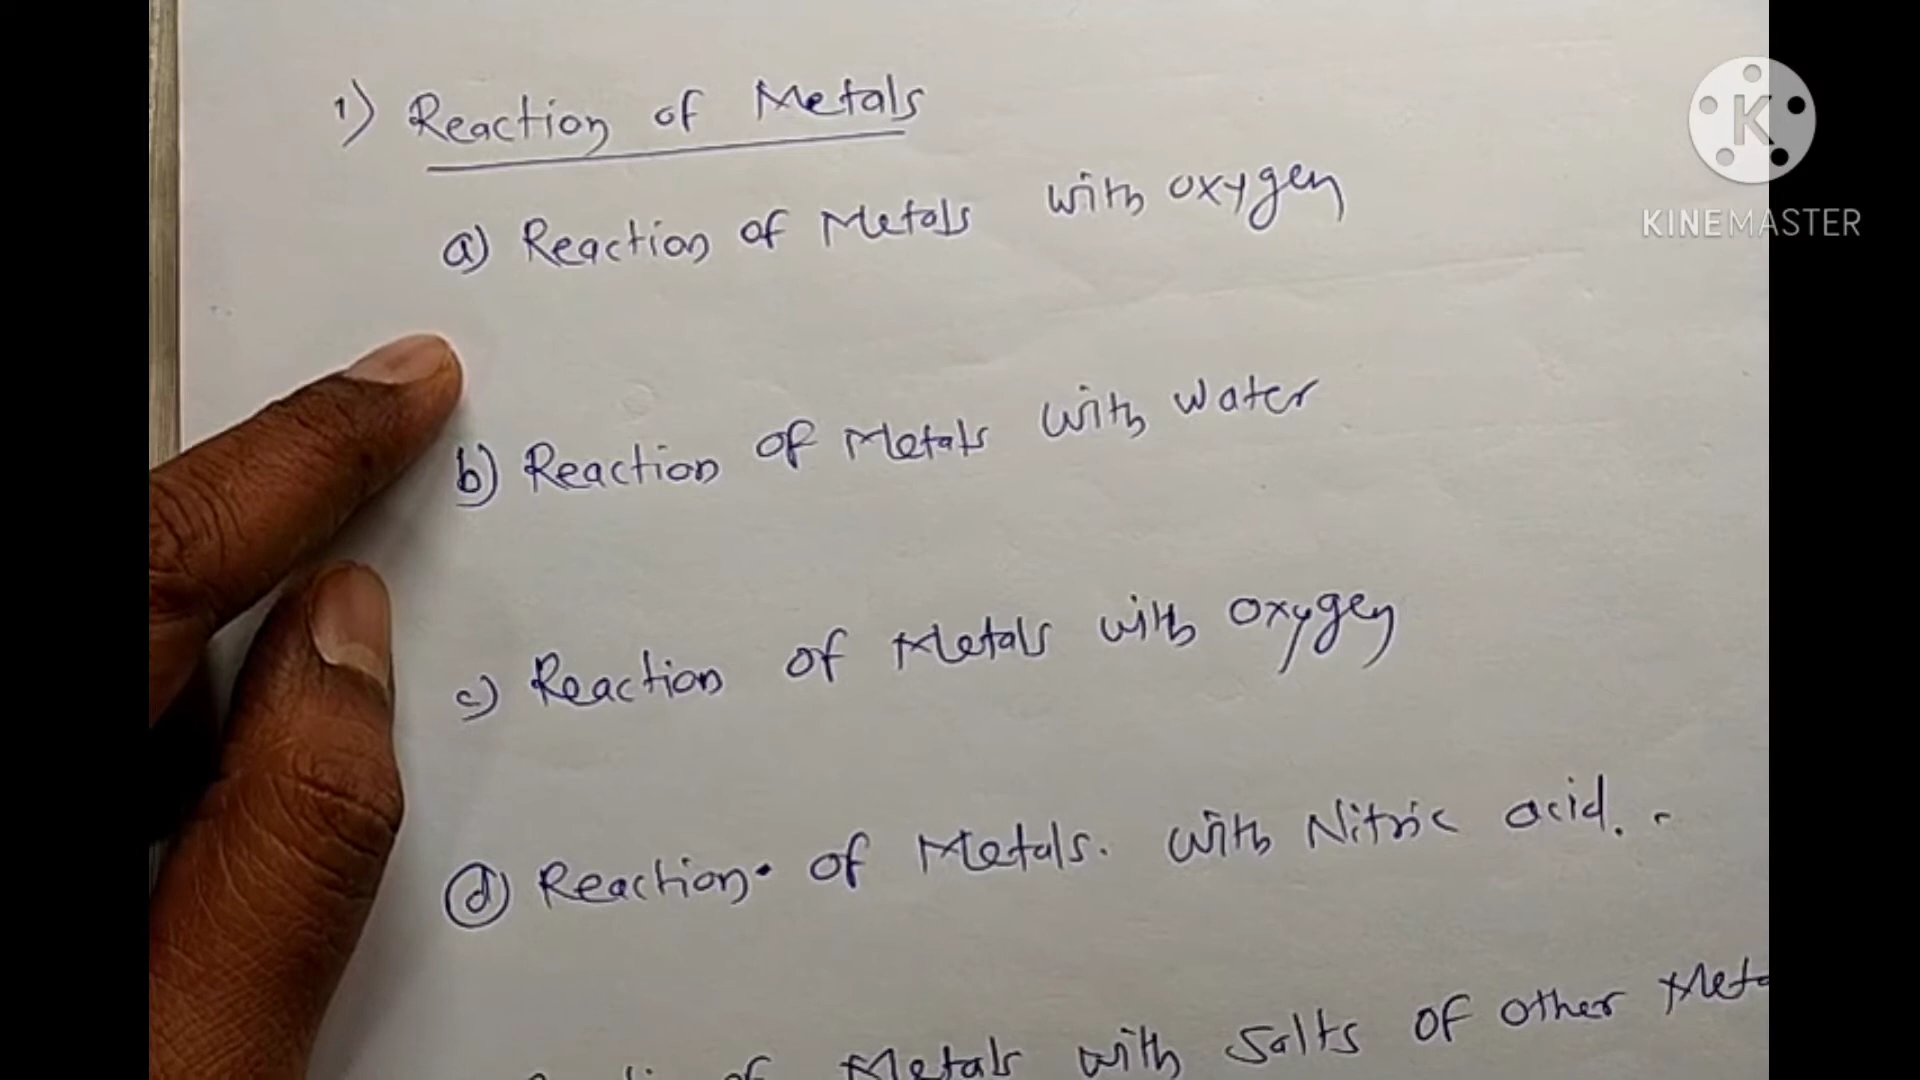 1) Reaction of Metals
a) Reaction of Metals with oxygen
b) Reaction of Metals with water
c) Reaction of Metals with oxygen
d) Reaction. of Metals. with Nitric acid.
of Metals with Salts of other
K
KINEMASTER